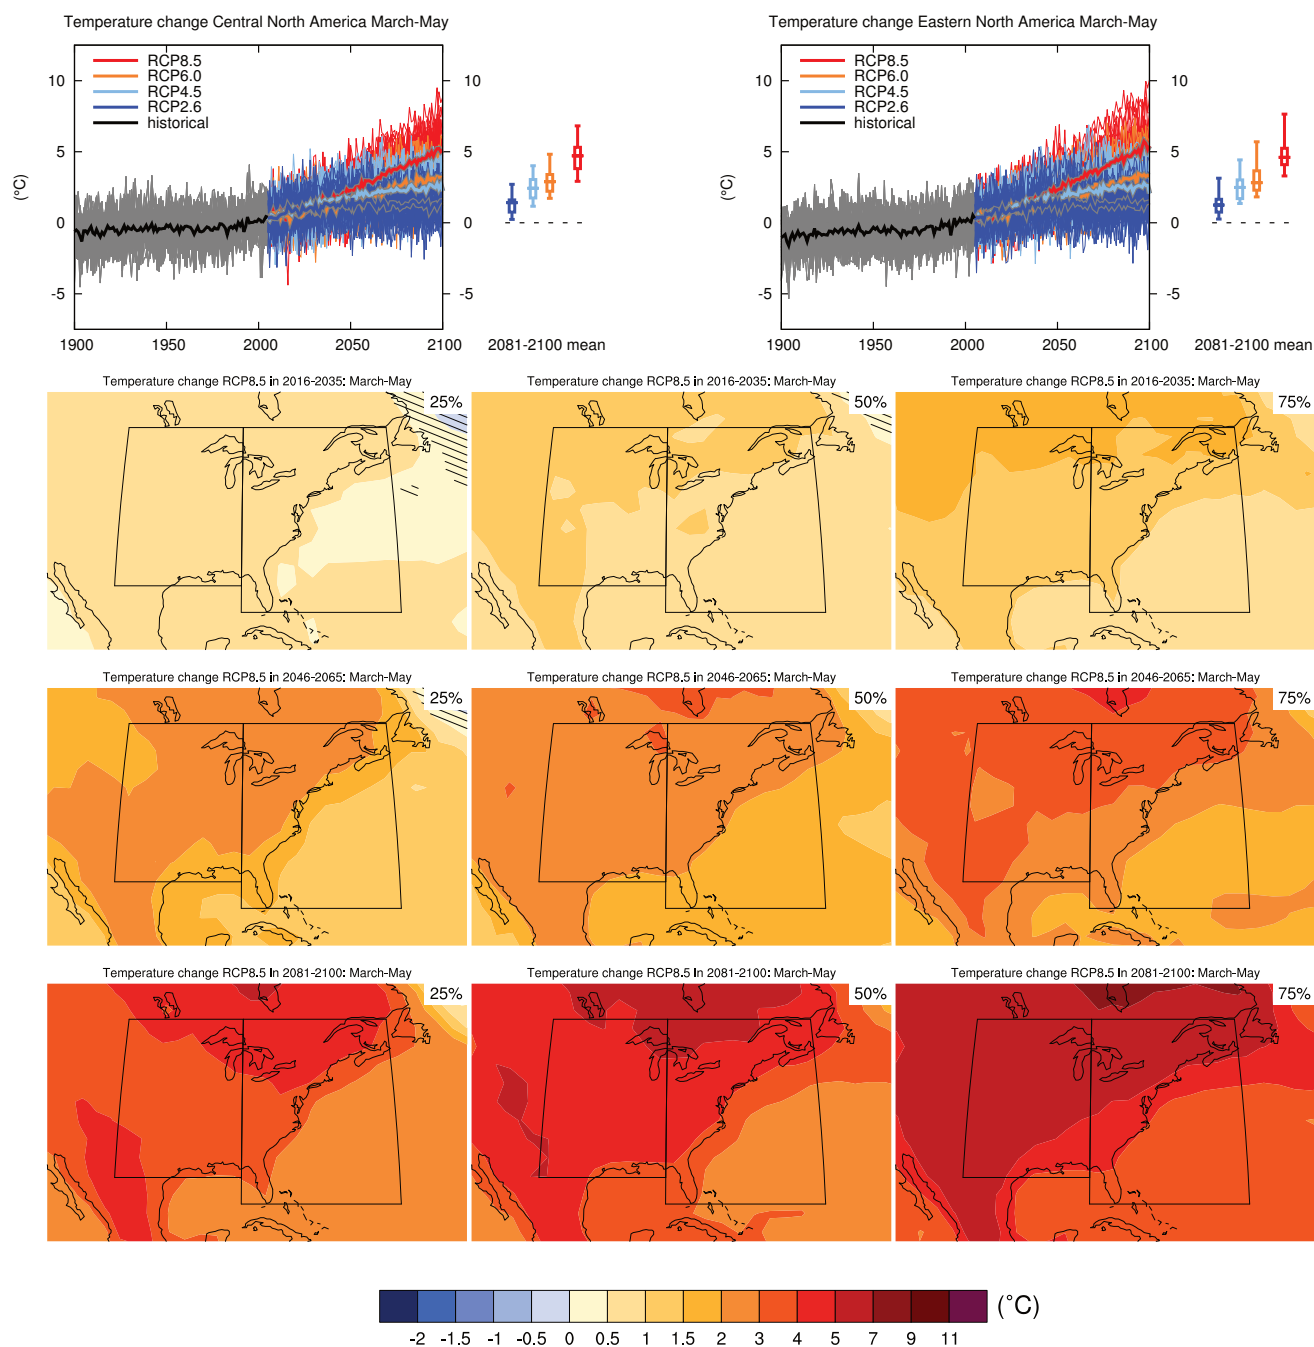 Temperature change Central North America March-May
10
5
0
-5
(°C)
RCP8.5
RCP6.0
RCP4.5
RCP2.6
historical
10
5
0
-5
1900 1950 2000 2050 2100 2081-2100 mean
Temperature change Eastern North America March-May
10
5
0
-5
(°C)
RCP8.5
RCP6.0
RCP4.5
RCP2.6
historical
10
5
0
-5
1900 1950 2000 2050 2100 2081-2100 mean
Temperature change RCP8.5 in 2016-2035: March-May
25%
Temperature change RCP8.5 in 2016-2035: March-May
50%
Temperature change RCP8.5 in 2016-2035: March-May
75%
Temperature change RCP8.5 in 2046-2065: March-May
25%
Temperature change RCP8.5 in 2046-2065: March-May
50%
Temperature change RCP8.5 in 2046-2065: March-May
75%
Temperature change RCP8.5 in 2081-2100: March-May
25%
Temperature change RCP8.5 in 2081-2100: March-May
50%
Temperature change RCP8.5 in 2081-2100: March-May
75%
(°C)
-2 -1.5 -1 -0.5 0 0.5 1 1.5 2 3 4 5 7 9 11